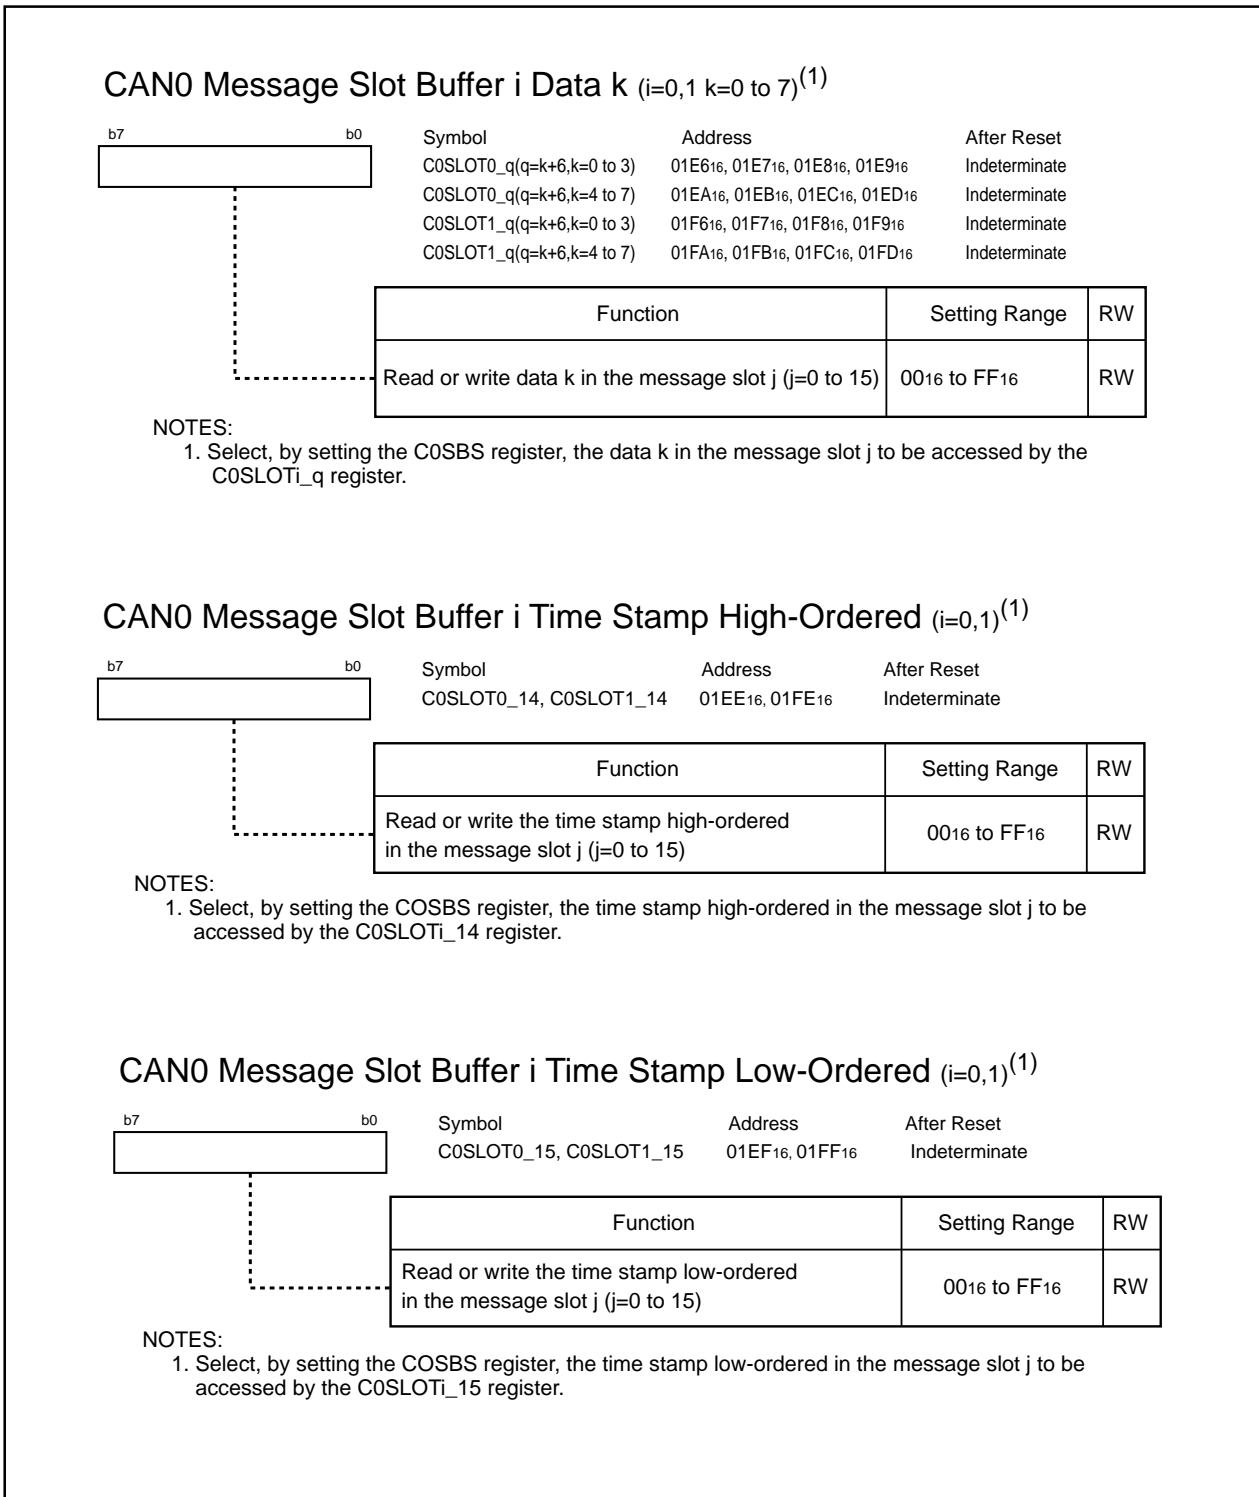 CAN0 Message Slot Buffer i Data k (i=0,1 k=0 to 7)(1)
b7 b0 Symbol Address After Reset
C0SLOT0_q(q=k+6,k=0 to 3) 01E616, 01E716, 01E816, 01E916 Indeterminate
C0SLOT0_q(q=k+6,k=4 to 7) 01EA16, 01EB16, 01EC16, 01ED16 Indeterminate
C0SLOT1_q(q=k+6,k=0 to 3) 01F616, 01F716, 01F816, 01F916 Indeterminate
C0SLOT1_q(q=k+6,k=4 to 7) 01FA16, 01FB16, 01FC16, 01FD16 Indeterminate
Function Setting Range RW
Read or write data k in the message slot j (j=0 to 15) 0016 to FF16 RW
NOTES:
1. Select, by setting the C0SBS register, the data k in the message slot j to be accessed by the
C0SLOTi_q register.
CAN0 Message Slot Buffer i Time Stamp High-Ordered (i=0,1)(1)
b7 b0 Symbol Address After Reset
C0SLOT0_14, C0SLOT1_14 01EE16, 01FE16 Indeterminate
Function Setting Range RW
Read or write the time stamp high-ordered
in the message slot j (j=0 to 15) 0016 to FF16 RW
NOTES:
1. Select, by setting the COSBS register, the time stamp high-ordered in the message slot j to be
accessed by the C0SLOTi_14 register.
CAN0 Message Slot Buffer i Time Stamp Low-Ordered (i=0,1)(1)
b7 b0 Symbol Address After Reset
C0SLOT0_15, C0SLOT1_15 01EF16, 01FF16 Indeterminate
Function Setting Range RW
Read or write the time stamp low-ordered
in the message slot j (j=0 to 15) 0016 to FF16 RW
NOTES:
1. Select, by setting the COSBS register, the time stamp low-ordered in the message slot j to be
accessed by the C0SLOTi_15 register.